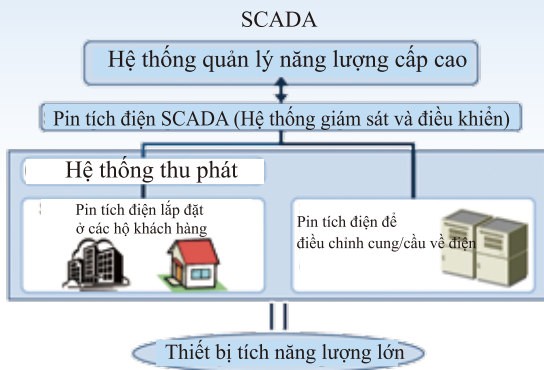 SCADA
Hệ thống quản lý năng lượng cấp cao
Pin tích điện SCADA (Hệ thống giám sát và điều khiển)
Hệ thống thu phát
Pin tích điện lắp đặt
ở các hộ khách hàng
Pin tích điện để
điều chỉnh cung/cầu về điện
Thiết bị tích năng lượng lớn